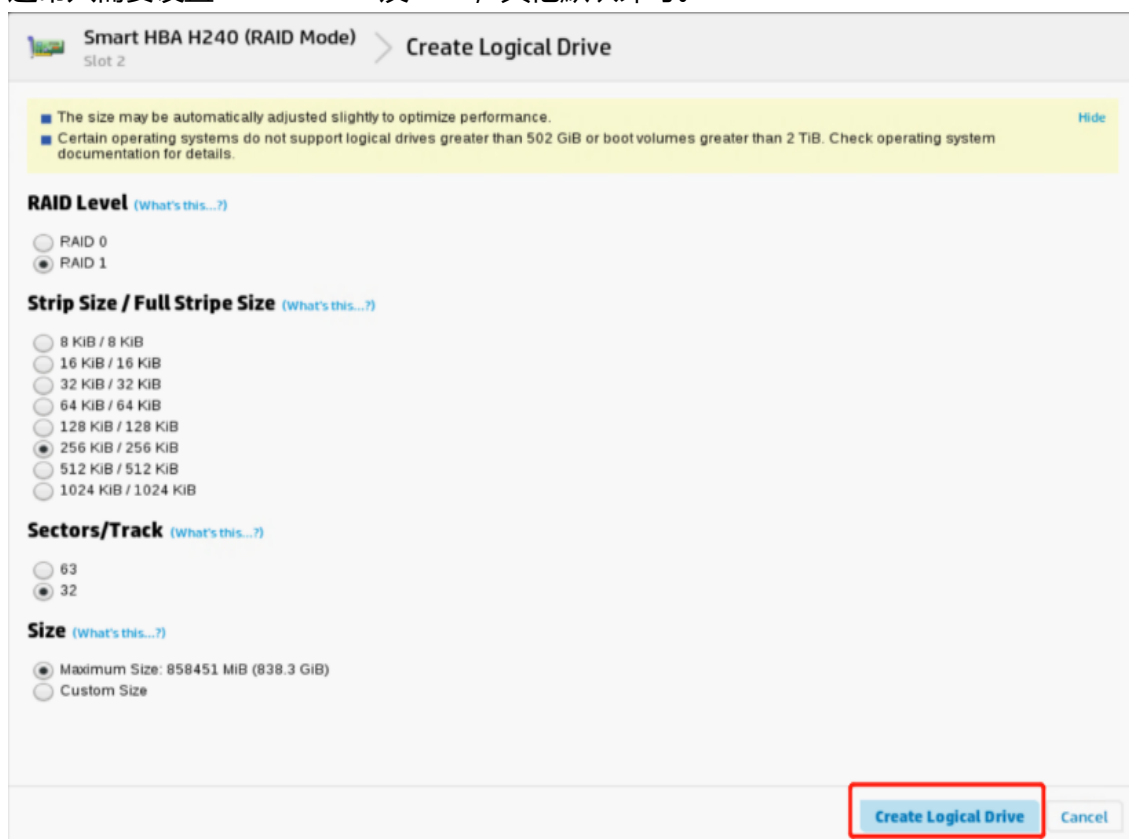 Smart HBA H240 (RAID Mode)
Slot 2
Create Logical Drive
The size may be automatically adjusted slightly to optimize performance.
Hide
Certain operating systems do not support logical drives greater than 502 GiB or boot volumes greater than 2 TiB. Check operating system
documentation for details.
RAID Level (What's this...?)
RAID 0
RAID 1
Strip Size / Full Stripe Size (What's this...?)
8 KiB / 8 KiB
16 KiB / 16 KiB
32 KiB / 32 KiB
64 KiB / 64 KiB
128 KiB / 128 KiB
256 KiB / 256 KiB
512 KiB / 512 KiB
1024 KiB / 1024 KiB
Sectors/Track (What's this...?)
63
32
Size (What's this...?)
Maximum Size: 858451 MiB (838.3 GiB)
Custom Size
Create Logical Drive
Cancel